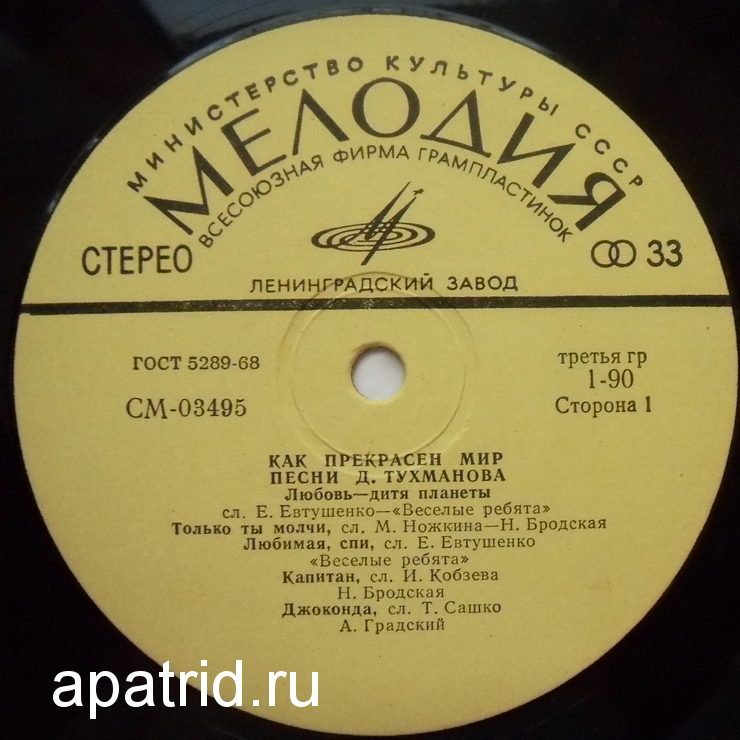 МИНИСТЕРСТВО КУЛЬТУРЫ СССР
МЕЛОДИЯ
ВСЕСОЮЗНАЯ ФИРМА ГРАМПЛАСТИНОК
СТЕРЕО
33
ЛЕНИНГРАДСКИЙ ЗАВОД
ГОСТ 5289-68
третья гр
1-90
СМ-03495
Сторона 1
КАК ПРЕКРАСЕН МИР
ПЕСНИ Д. ТУХМАНОВА
Любовь—дитя планеты
сл. Е. Евтушенко—«Веселые ребята»
Только ты молчи, сл. М. Ножкина—Н. Бродская
Любимая, спи, сл. Е. Евтушенко
«Веселые ребята»
Капитан, сл. И. Кобзева
Н. Бродская
Джоконда, сл. Т. Сашко
А. Градский
apatrid.ru